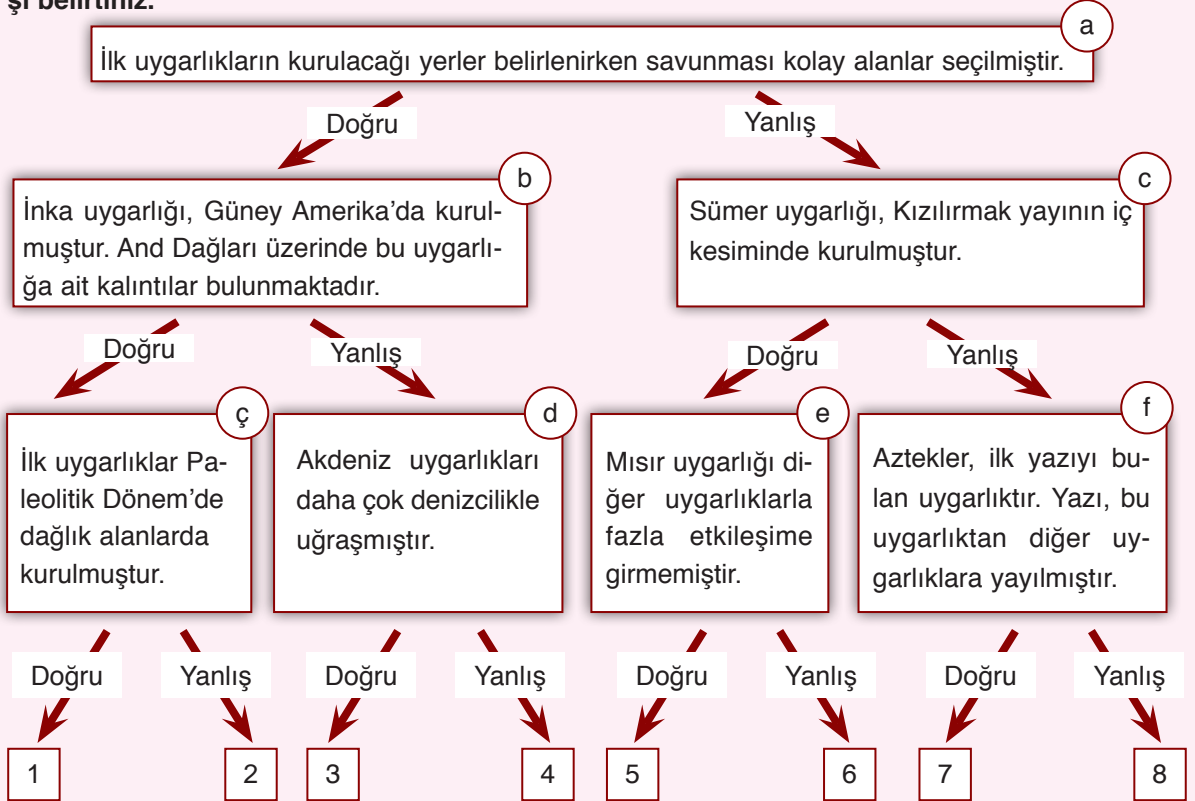 şi belirtiniz.
a
İlk uygarlıkların kurulacağı yerler belirlenirken savunması kolay alanlar seçilmiştir.
Doğru
Yanlış
b
İnka uygarlığı, Güney Amerika'da kurul-
muştur. And Dağları üzerinde bu uygarlı-
ğa ait kalıntılar bulunmaktadır.
c
Sümer uygarlığı, Kızılırmak yayının iç
kesiminde kurulmuştur.
Doğru
Yanlış
Doğru
Yanlış
ç
İlk uygarlıklar Pa-
leolitik Dönem'de
dağlık alanlarda
kurulmuştur.
d
Akdeniz uygarlıkları
daha çok denizcilikle
uğraşmıştır.
e
Mısır uygarlığı di-
ğer uygarlıklarla
fazla etkileşime
girmemiştir.
f
Aztekler, ilk yazıyı bu-
lan uygarlıktır. Yazı, bu
uygarlıktan diğer uy-
garlıklara yayılmıştır.
Doğru
Yanlış
Doğru
Yanlış
Doğru
Yanlış
Doğru
Yanlış
1
2
3
4
5
6
7
8